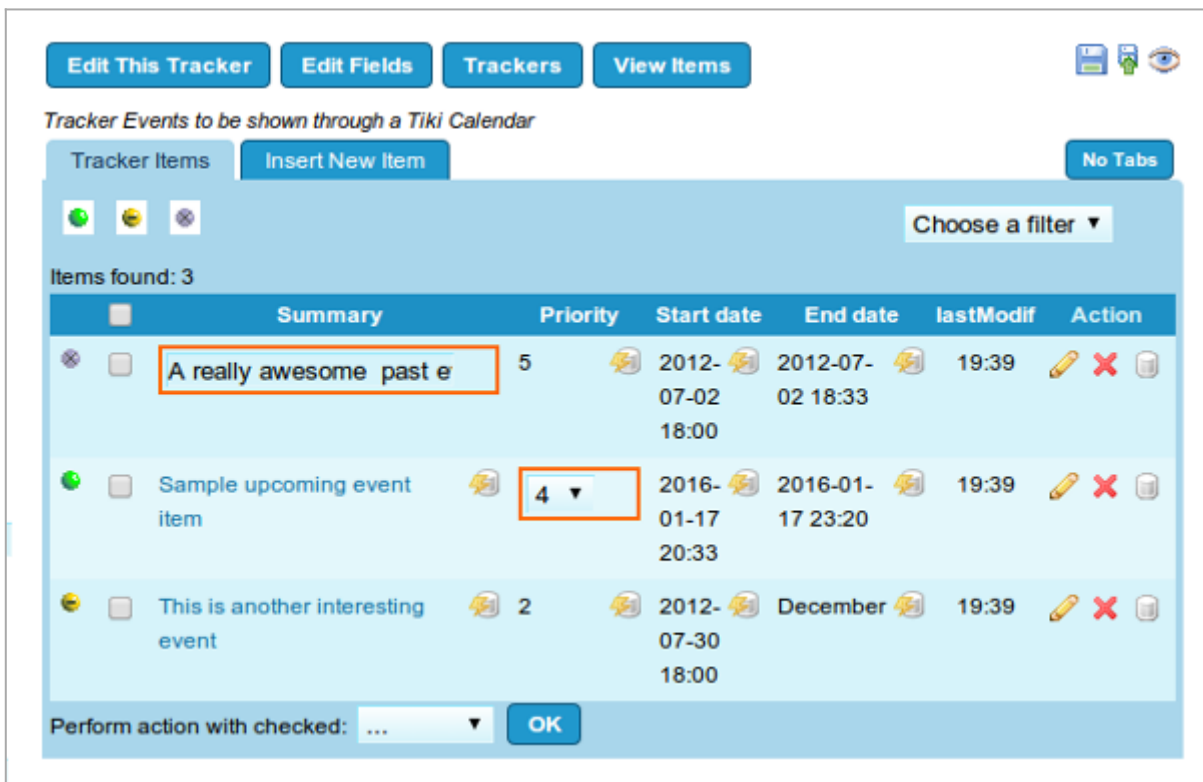 Edit This Tracker Edit Fields Trackers View Items
Tracker Events to be shown through a Tiki Calendar
Tracker Items Insert New Item No Tabs
Choose a filter
Items found: 3
Summary Priority Start date End date lastModif Action
A really awesome past 5 2012- 2012-07- 19:39
07-02 02 18:33
18:00
Sample upcoming event 4 2016- 2016-01- 19:39
item 01-17 17 23:20
20:33
This is another interesting 2 2012- December 19:39
event 07-30
18:00
Perform action with checked: ... OK